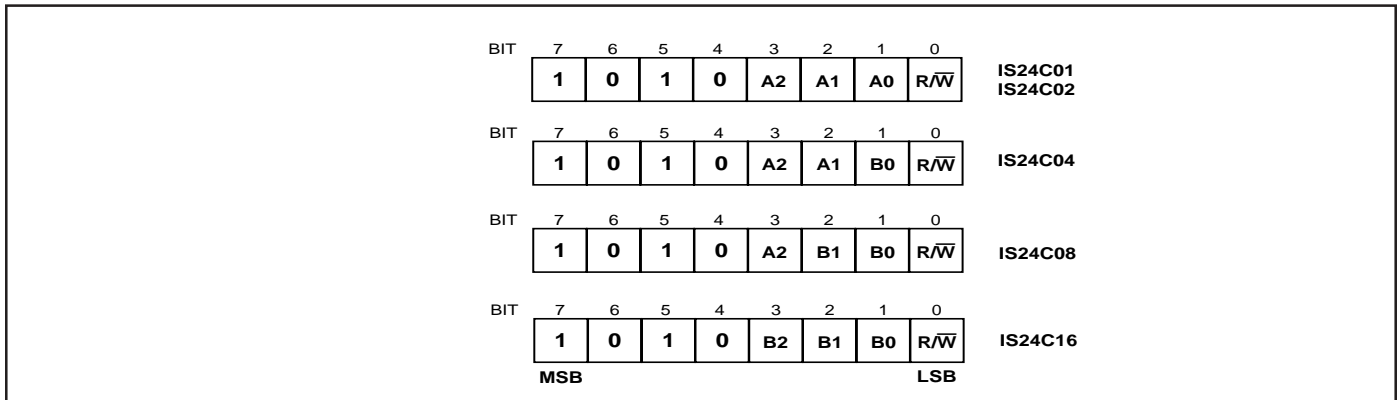 BIT 7 6 5 4 3 2 1 0
1 0 1 0 A2 A1 A0 R/W̅ IS24C01
IS24C02
BIT 7 6 5 4 3 2 1 0
1 0 1 0 A2 A1 B0 R/W̅ IS24C04
BIT 7 6 5 4 3 2 1 0
1 0 1 0 A2 B1 B0 R/W̅ IS24C08
BIT 7 6 5 4 3 2 1 0
1 0 1 0 B2 B1 B0 R/W̅ IS24C16
MSB LSB